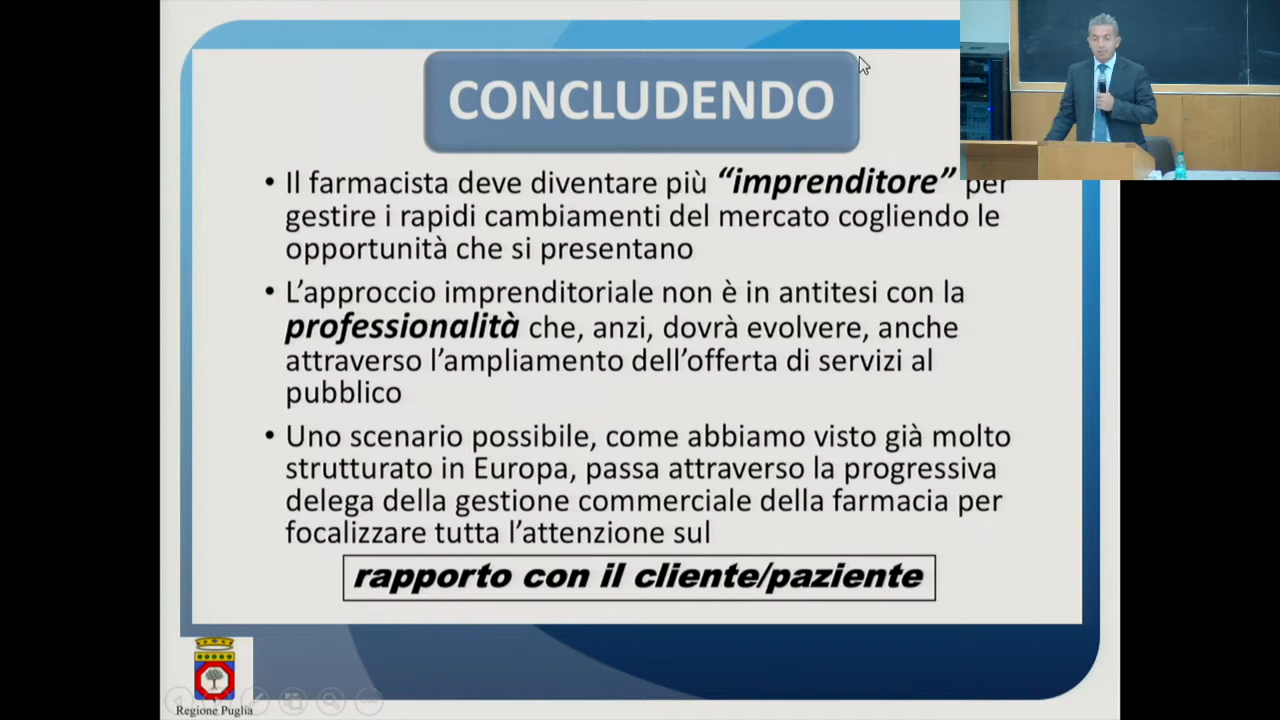 CONCLUDENDO
• Il farmacista deve diventare più “imprenditore” per
gestire i rapidi cambiamenti del mercato cogliendo le
opportunità che si presentano
• L’approccio imprenditoriale non è in antitesi con la
professionalità che, anzi, dovrà evolvere, anche
attraverso l’ampliamento dell’offerta di servizi al
pubblico
• Uno scenario possibile, come abbiamo visto già molto
strutturato in Europa, passa attraverso la progressiva
delega della gestione commerciale della farmacia per
focalizzare tutta l’attenzione sul
rapporto con il cliente/paziente
Regione Puglia